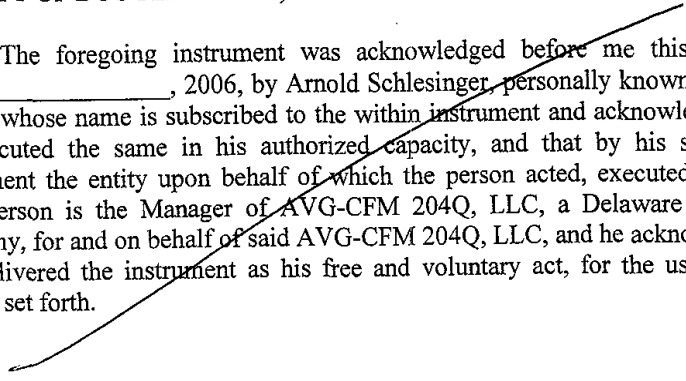 The foregoing instrument was acknowledged before me this
____________, 2006, by Arnold Schlesinger, personally known
whose name is subscribed to the within instrument and acknowle
cuted the same in his authorized capacity, and that by his s
ent the entity upon behalf of which the person acted, executed
erson is the Manager of AVG-CFM 204Q, LLC, a Delaware
ny, for and on behalf of said AVG-CFM 204Q, LLC, and he ackno
livered the instrument as his free and voluntary act, for the us
set forth.